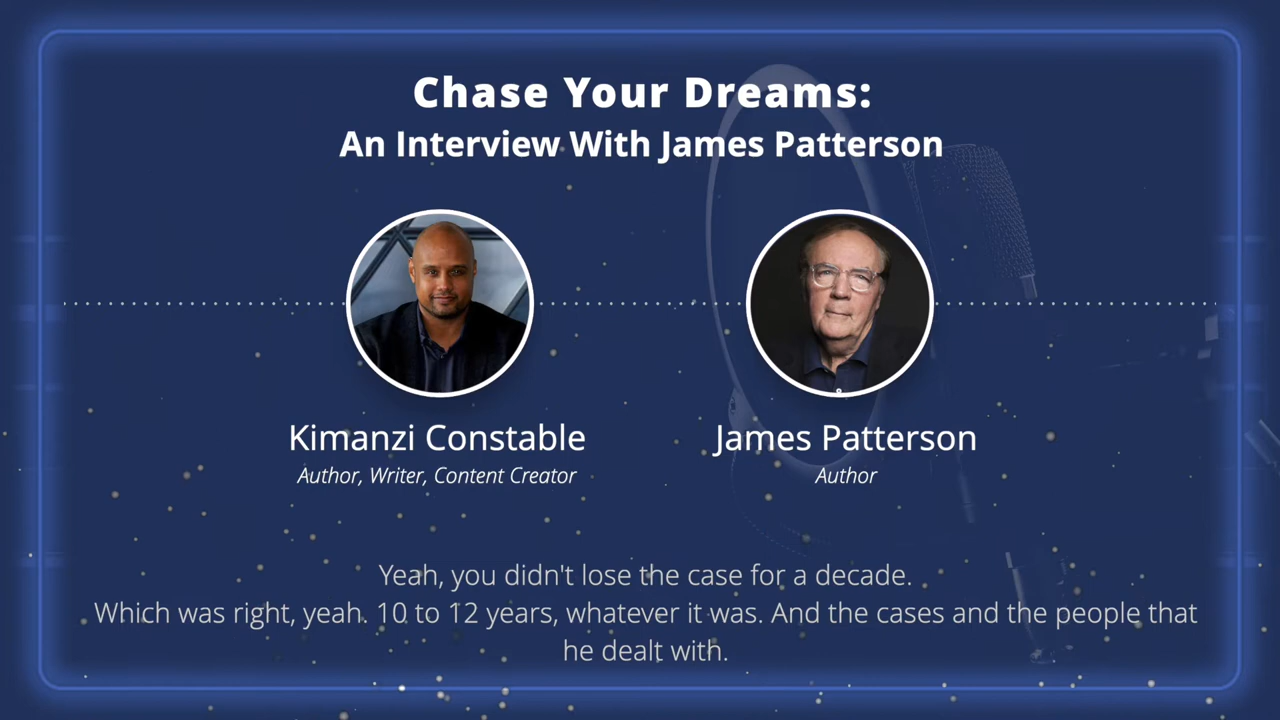 Chase Your Dreams:
An Interview With James Patterson
Kimanzi Constable
Author, Writer, Content Creator
James Patterson
Author
Yeah, you didn't lose the case for a decade.
Which was right, yeah. 10 to 12 years, whatever it was. And the cases and the people that
he dealt with.